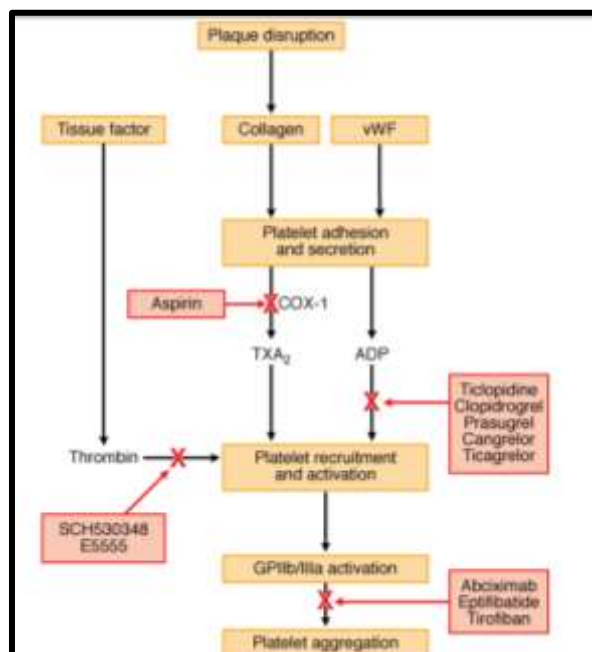 Plaque disruption
Tissue factor
Collagen
vWF
Platelet adhesion
and secretion
Aspirin
COX-1
TXA2
ADP
Ticlopidine
Clopidrogrel
Prasugrel
Cangrelor
Ticagrelor
Thrombin
Platelet recruitment
and activation
SCH530348
E5555
GPIIb/IIIa activation
Abciximab
Eptifibatide
Tirofiban
Platelet aggregation